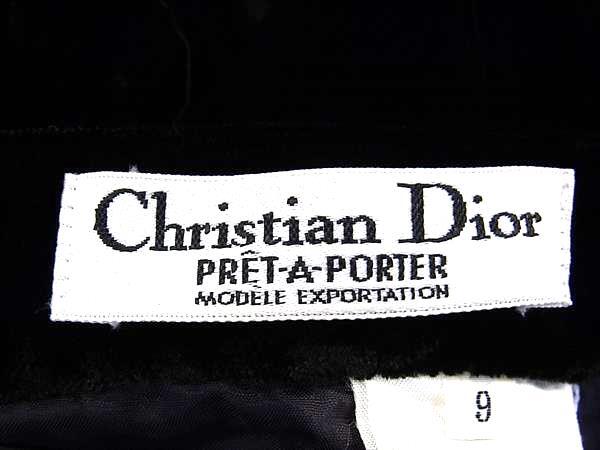 Christian Dior
PRÊT-A-PORTER
MODÈLE EXPORTATION
9